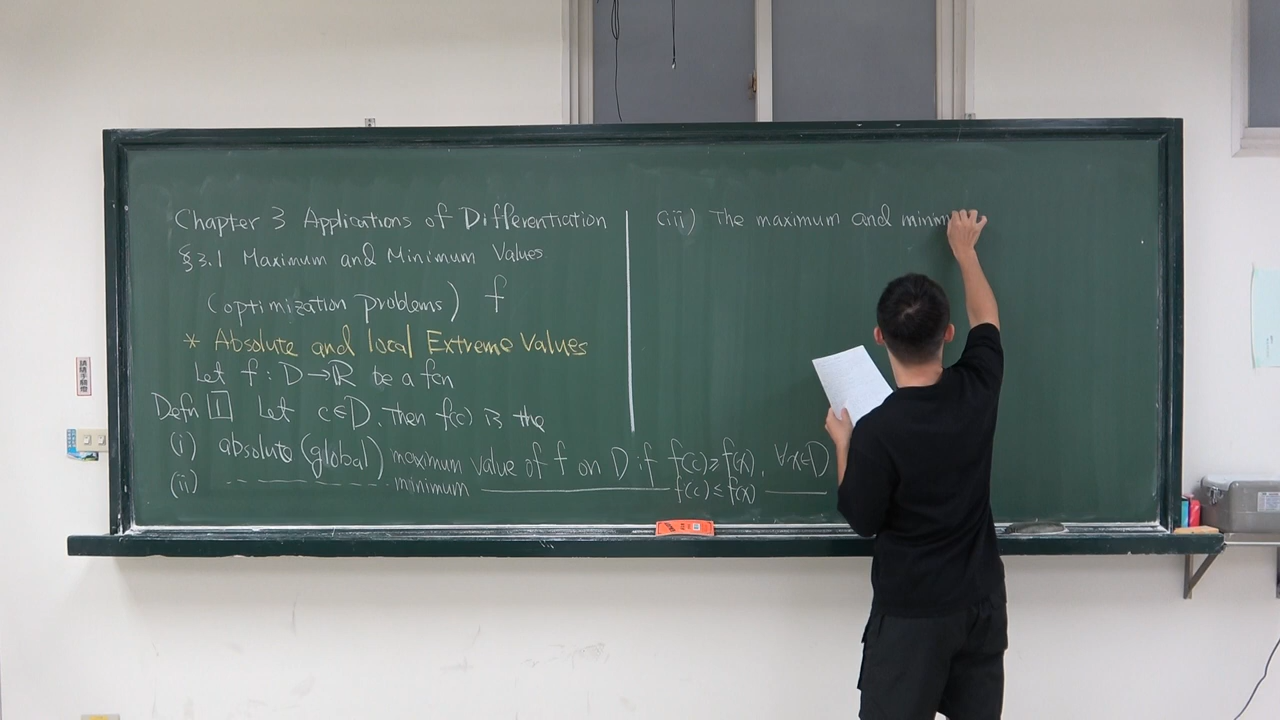 Chapter 3 Applications of Differentiation
§3.1 Maximum and Minimum Values
(optimization problems) f
* Absolute and local Extreme Values
Let f : D → ℝ be a fcn
Defn 1 Let c∈D. Then f(c) is the
(i) absolute (global) maximum value of f on D if f(c) ≥ f(x), ∀x∈D
(ii) minimum f(c) ≤ f(x)
(iii) The maximum and minim